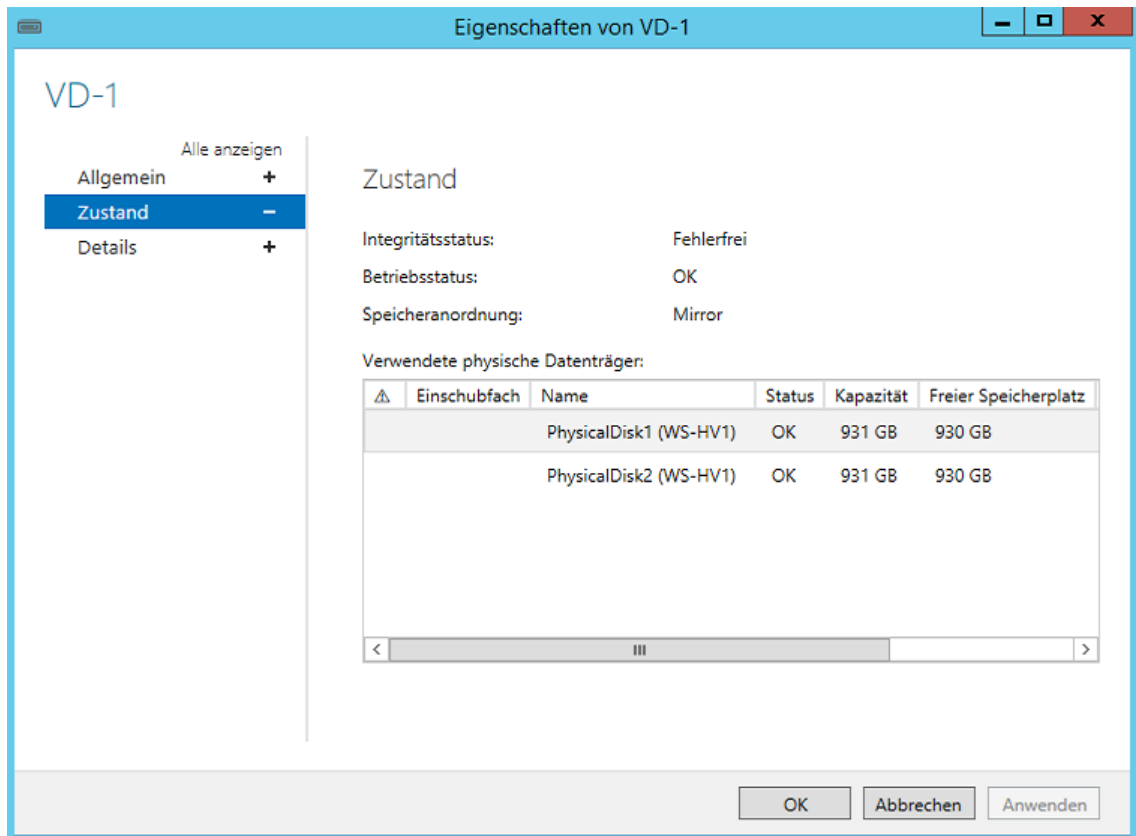 Eigenschaften von VD-1
VD-1
Alle anzeigen
Allgemein +
Zustand −
Details +
Zustand
Integritätsstatus: Fehlerfrei
Betriebsstatus: OK
Speicheranordnung: Mirror
Verwendete physische Datenträger:
Einschubfach Name Status Kapazität Freier Speicherplatz
PhysicalDisk1 (WS-HV1) OK 931 GB 930 GB
PhysicalDisk2 (WS-HV1) OK 931 GB 930 GB
OK Abbrechen Anwenden